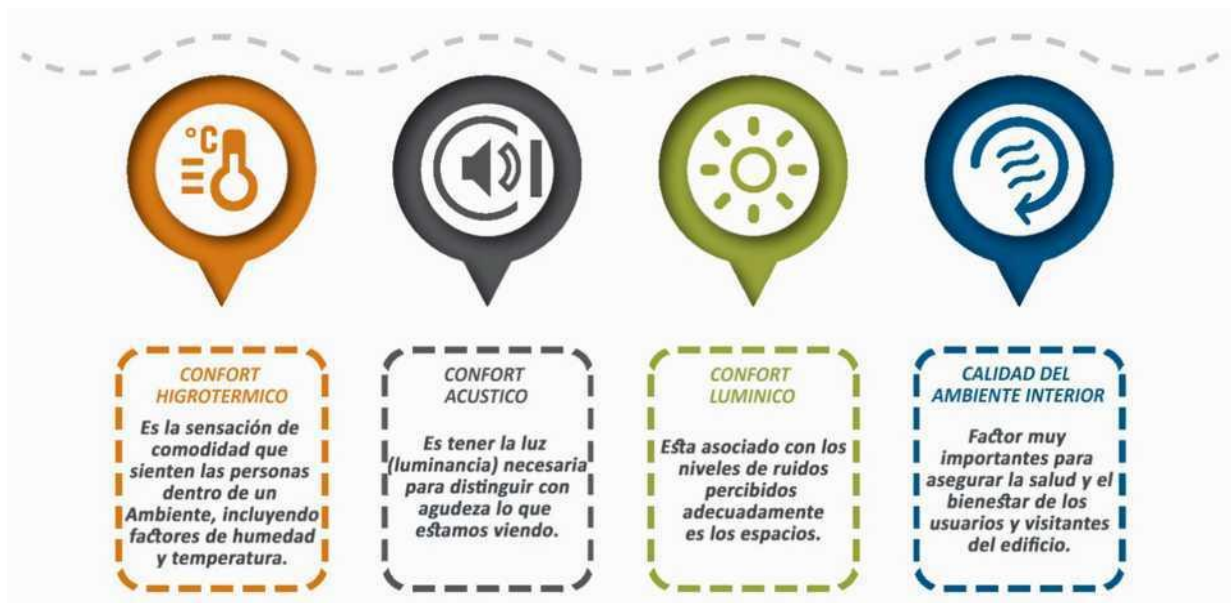 °C
CONFORT
HIGROTERMICO
Es la sensación de
comodidad que
sienten las personas
dentro de un
Ambiente, incluyendo
factores de humedad
y temperatura.
CONFORT
ACUSTICO
Es tener la luz
(luminancia) necesaria
para distinguir con
agudeza lo que
estamos viendo.
CONFORT
LUMINICO
Esta asociado con los
niveles de ruidos
percibidos
adecuadamente
es los espacios.
CALIDAD DEL
AMBIENTE INTERIOR
Factor muy
importantes para
asegurar la salud y el
bienestar de los
usuarios y visitantes
del edificio.